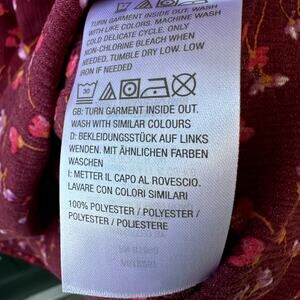 TURN GARMENT INSIDE OUT. WASH
WITH LIKE COLORS. MACHINE WASH
COLD DELICATE CYCLE. ONLY
NON-CHLORINE BLEACH WHEN
NEEDED. TUMBLE DRY LOW. LOW
IRON IF NEEDED
30
GB: TURN GARMENT INSIDE OUT.
WASH WITH SIMILAR COLOURS
D: BEKLEIDUNGSSTÜCK AUF LINKS
WENDEN. MIT ÄHNLICHEN FARBEN
WASCHEN
I: METTER IL CAPO AL ROVESCIO.
LAVARE CON COLORI SIMILARI
100% POLYESTER / POLYESTER /
POLYESTER / POLIESTERE